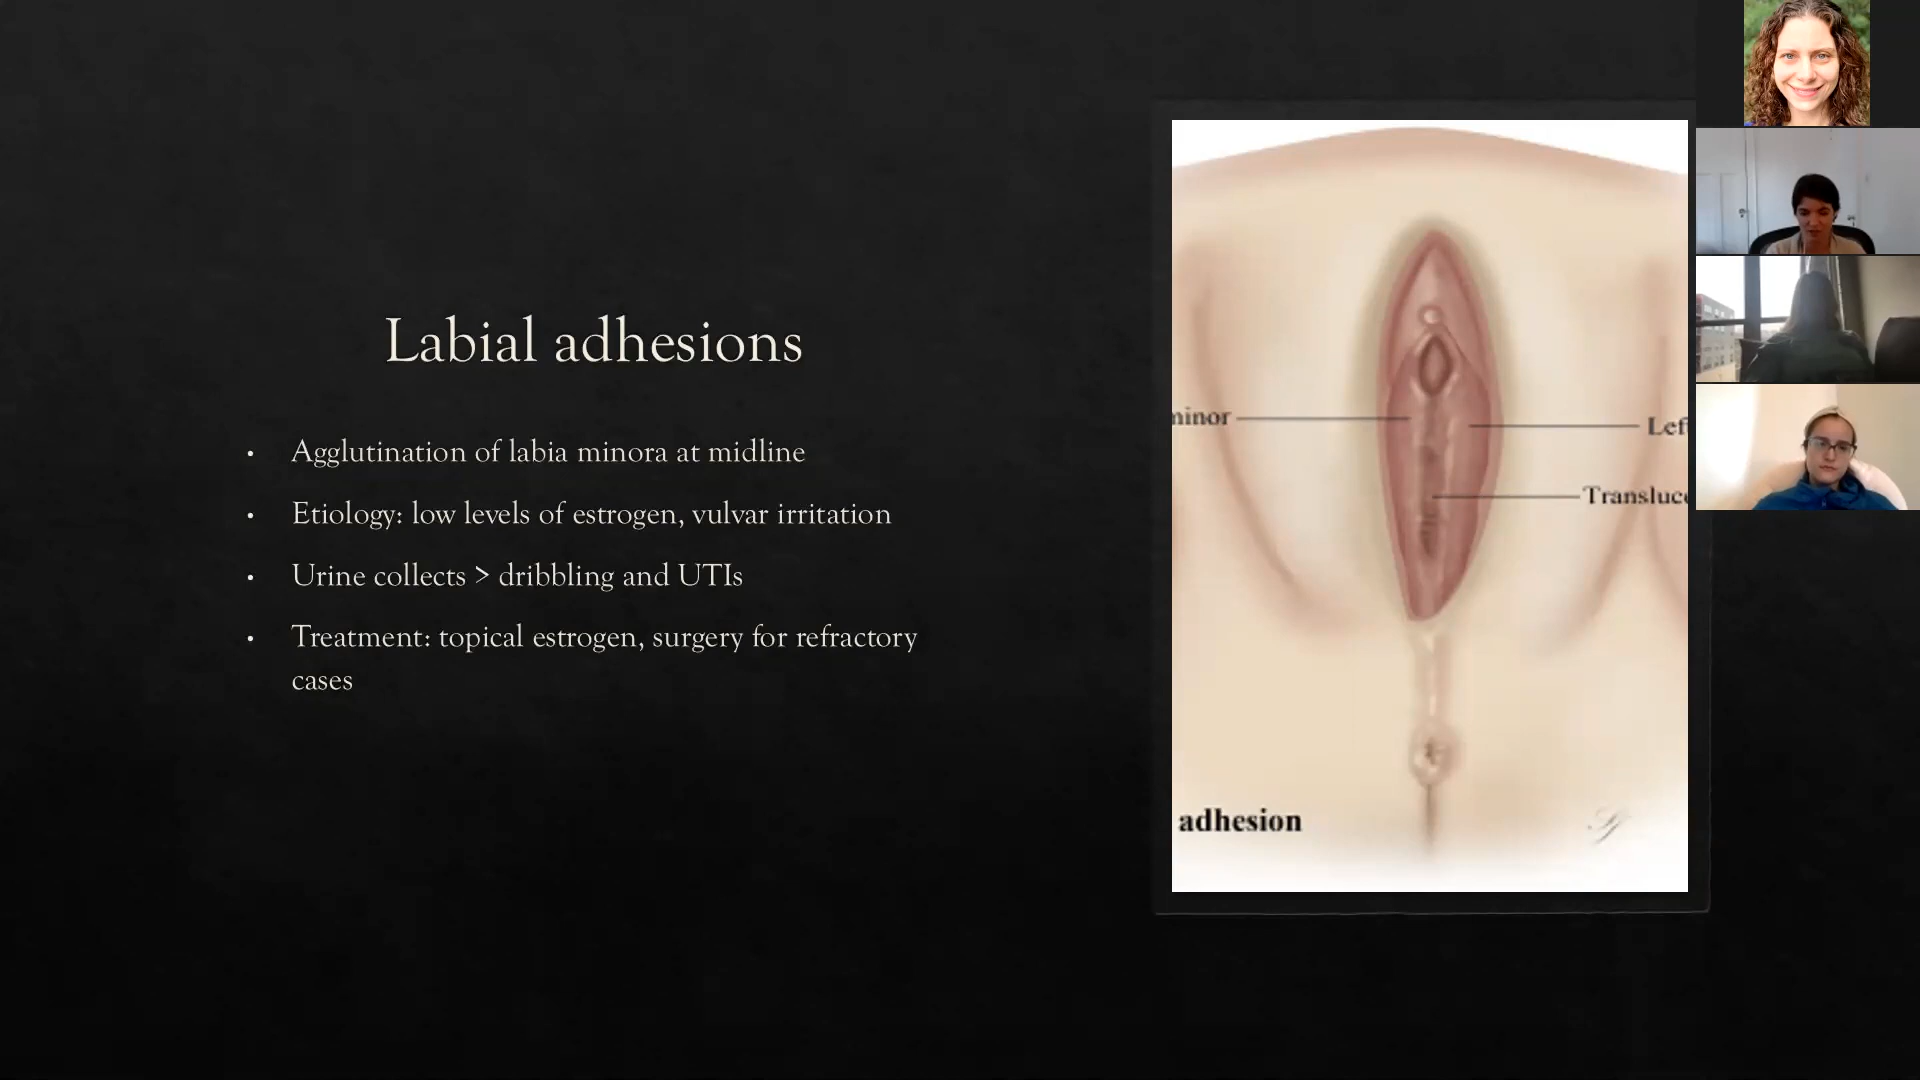 Labial adhesions
• Agglutination of labia minora at midline
• Etiology: low levels of estrogen, vulvar irritation
• Urine collects > dribbling and UTIs
• Treatment: topical estrogen, surgery for refractory
cases
minor
Lef
Transluce
adhesion